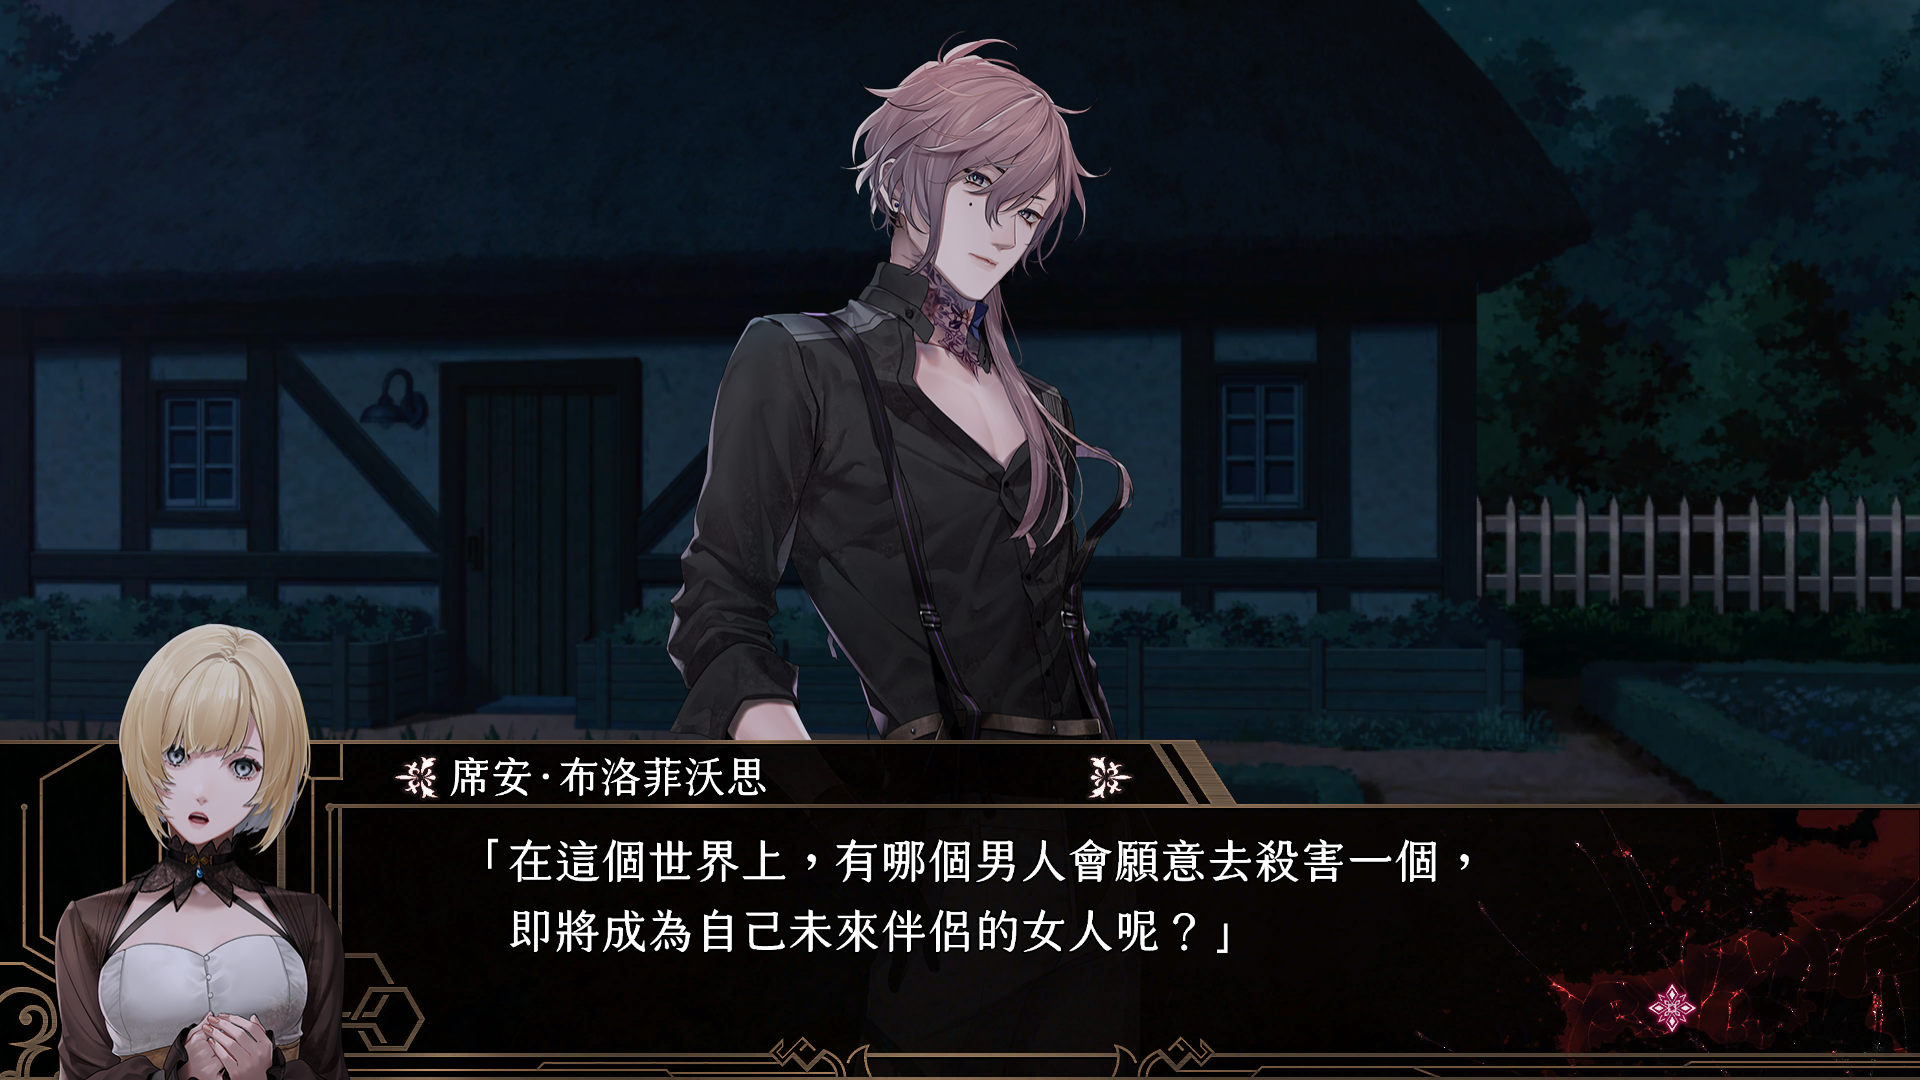 席安·布洛菲沃思
「在這個世界上，有哪個男人會願意去殺害一個，
即將成為自己未來伴侶的女人呢？」